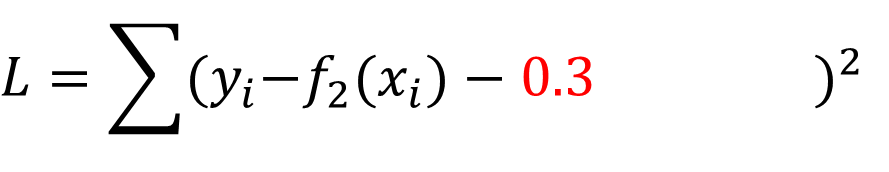 L = ∑(yᵢ−f₂(xᵢ) − 0.3 )²